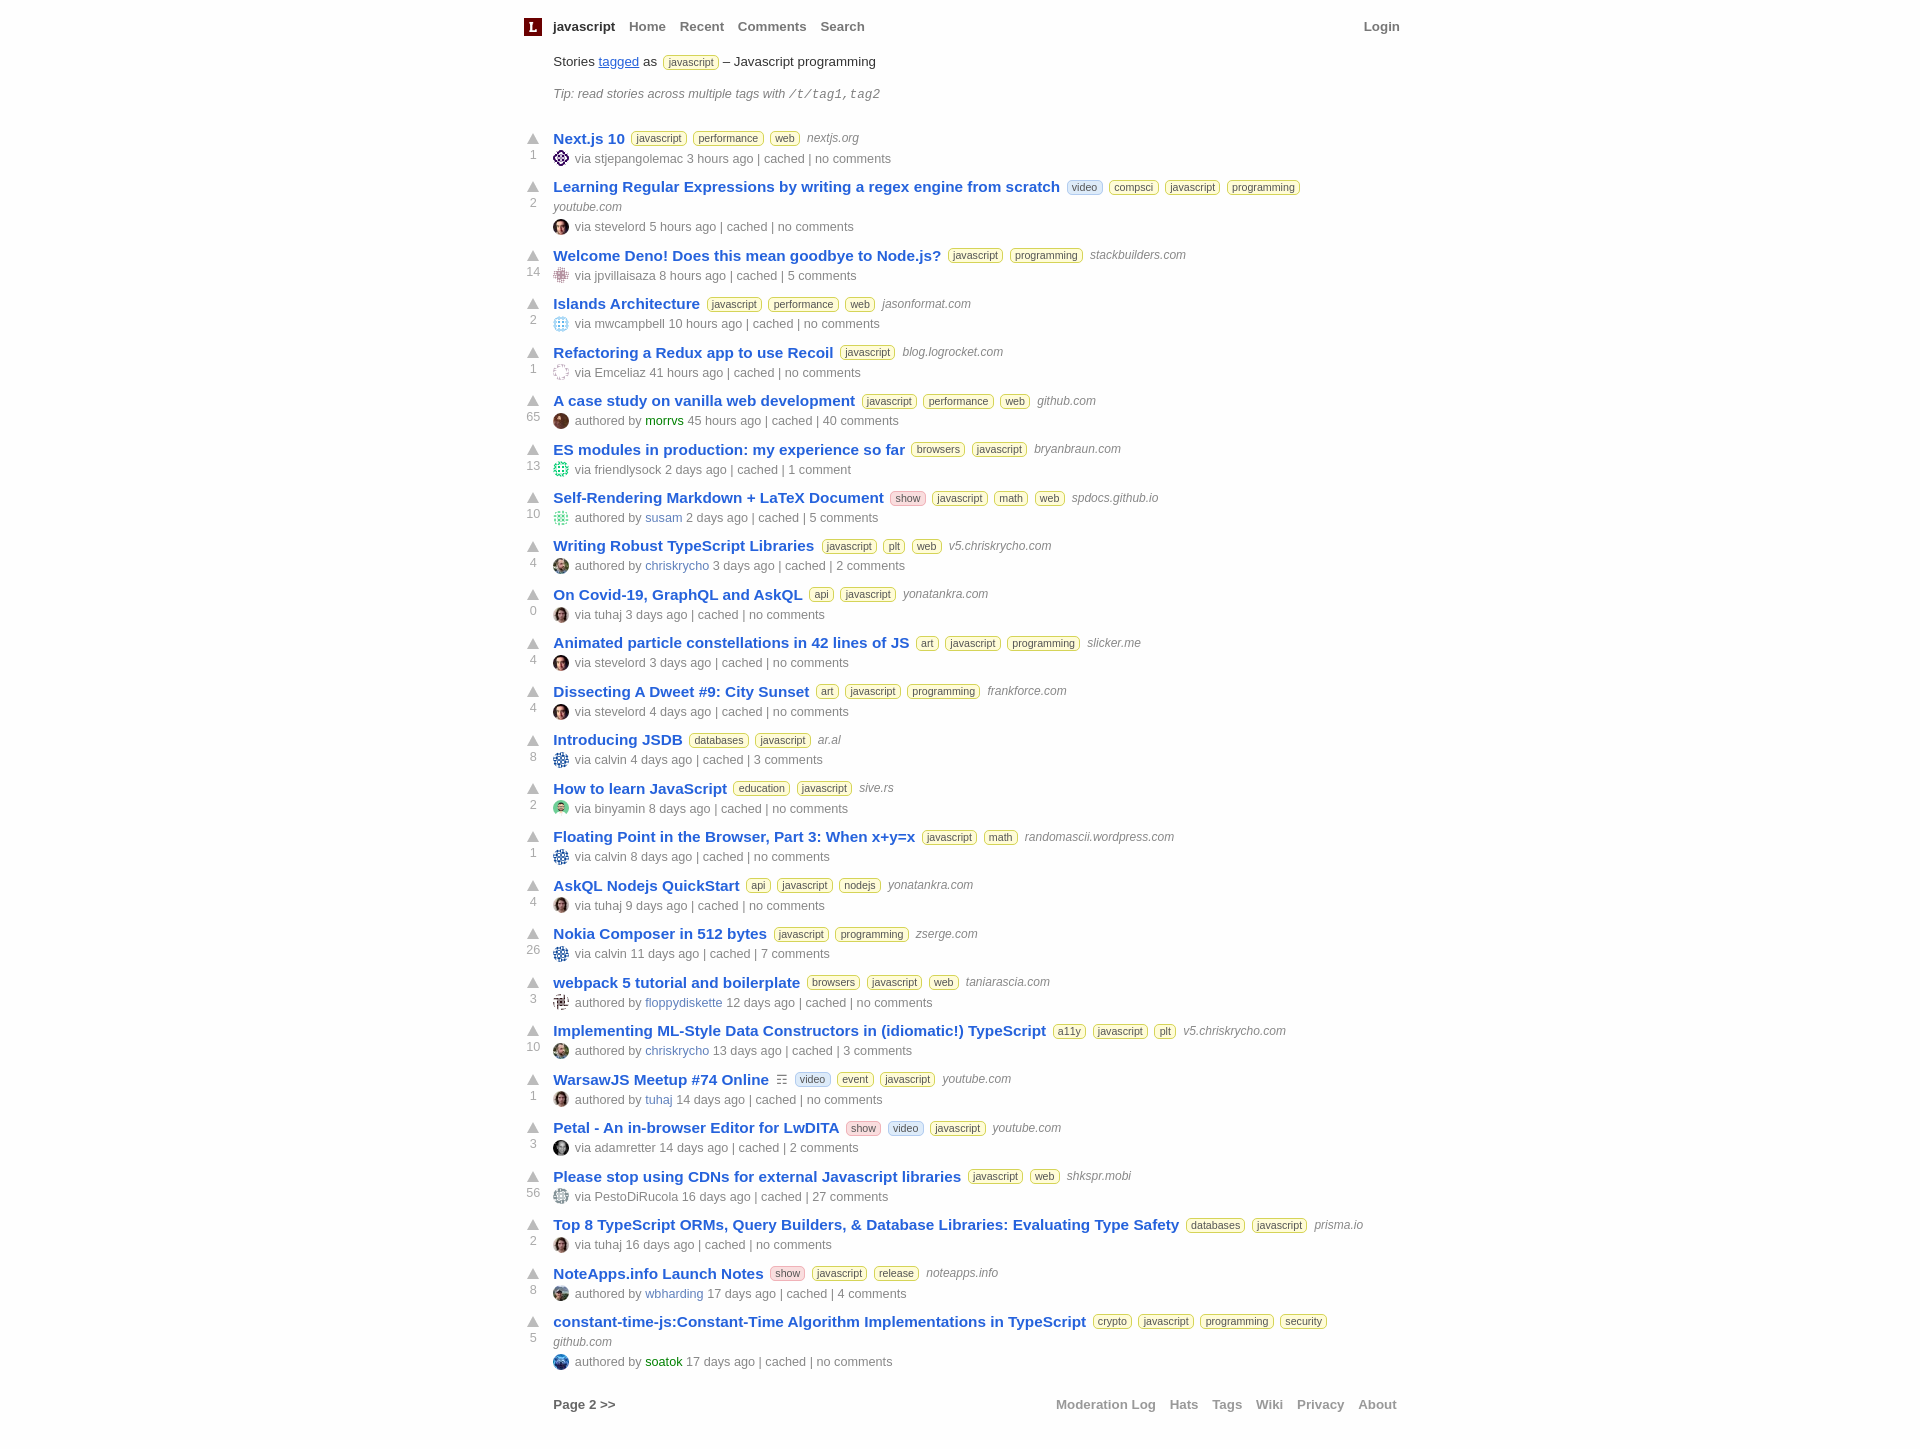 L javascript Home Recent Comments Search Login
Stories tagged as javascript – Javascript programming
Tip: read stories across multiple tags with /t/tag1,tag2
Next.js 10 javascript performance web nextjs.org
1 via stjepangolemac 3 hours ago | cached | no comments
Learning Regular Expressions by writing a regex engine from scratch video compsci javascript programming
2 youtube.com
via stevelord 5 hours ago | cached | no comments
Welcome Deno! Does this mean goodbye to Node.js? javascript programming stackbuilders.com
14 via jpvillaisaza 8 hours ago | cached | 5 comments
Islands Architecture javascript performance web jasonformat.com
2 via mwcampbell 10 hours ago | cached | no comments
Refactoring a Redux app to use Recoil javascript blog.logrocket.com
1 via Emceliaz 41 hours ago | cached | no comments
A case study on vanilla web development javascript performance web github.com
65 authored by morrvs 45 hours ago | cached | 40 comments
ES modules in production: my experience so far browsers javascript bryanbraun.com
13 via friendlysock 2 days ago | cached | 1 comment
Self-Rendering Markdown + LaTeX Document show javascript math web spdocs.github.io
10 authored by susam 2 days ago | cached | 5 comments
Writing Robust TypeScript Libraries javascript plt web v5.chriskrycho.com
4 authored by chriskrycho 3 days ago | cached | 2 comments
On Covid-19, GraphQL and AskQL api javascript yonatankra.com
0 via tuhaj 3 days ago | cached | no comments
Animated particle constellations in 42 lines of JS art javascript programming slicker.me
4 via stevelord 3 days ago | cached | no comments
Dissecting A Dweet #9: City Sunset art javascript programming frankforce.com
4 via stevelord 4 days ago | cached | no comments
Introducing JSDB databases javascript ar.al
8 via calvin 4 days ago | cached | 3 comments
How to learn JavaScript education javascript sive.rs
2 via binyamin 8 days ago | cached | no comments
Floating Point in the Browser, Part 3: When x+y=x javascript math randomascii.wordpress.com
1 via calvin 8 days ago | cached | no comments
AskQL Nodejs QuickStart api javascript nodejs yonatankra.com
4 via tuhaj 9 days ago | cached | no comments
Nokia Composer in 512 bytes javascript programming zserge.com
26 via calvin 11 days ago | cached | 7 comments
webpack 5 tutorial and boilerplate browsers javascript web taniarascia.com
3 authored by floppydiskette 12 days ago | cached | no comments
Implementing ML-Style Data Constructors in (idiomatic!) TypeScript a11y javascript plt v5.chriskrycho.com
10 authored by chriskrycho 13 days ago | cached | 3 comments
WarsawJS Meetup #74 Online ☶ video event javascript youtube.com
1 authored by tuhaj 14 days ago | cached | no comments
Petal - An in-browser Editor for LwDITA show video javascript youtube.com
3 via adamretter 14 days ago | cached | 2 comments
Please stop using CDNs for external Javascript libraries javascript web shkspr.mobi
56 via PestoDiRucola 16 days ago | cached | 27 comments
Top 8 TypeScript ORMs, Query Builders, & Database Libraries: Evaluating Type Safety databases javascript prisma.io
2 via tuhaj 16 days ago | cached | no comments
NoteApps.info Launch Notes show javascript release noteapps.info
8 authored by wbharding 17 days ago | cached | 4 comments
constant-time-js:Constant-Time Algorithm Implementations in TypeScript crypto javascript programming security
5 github.com
authored by soatok 17 days ago | cached | no comments
Page 2 >> Moderation Log Hats Tags Wiki Privacy About